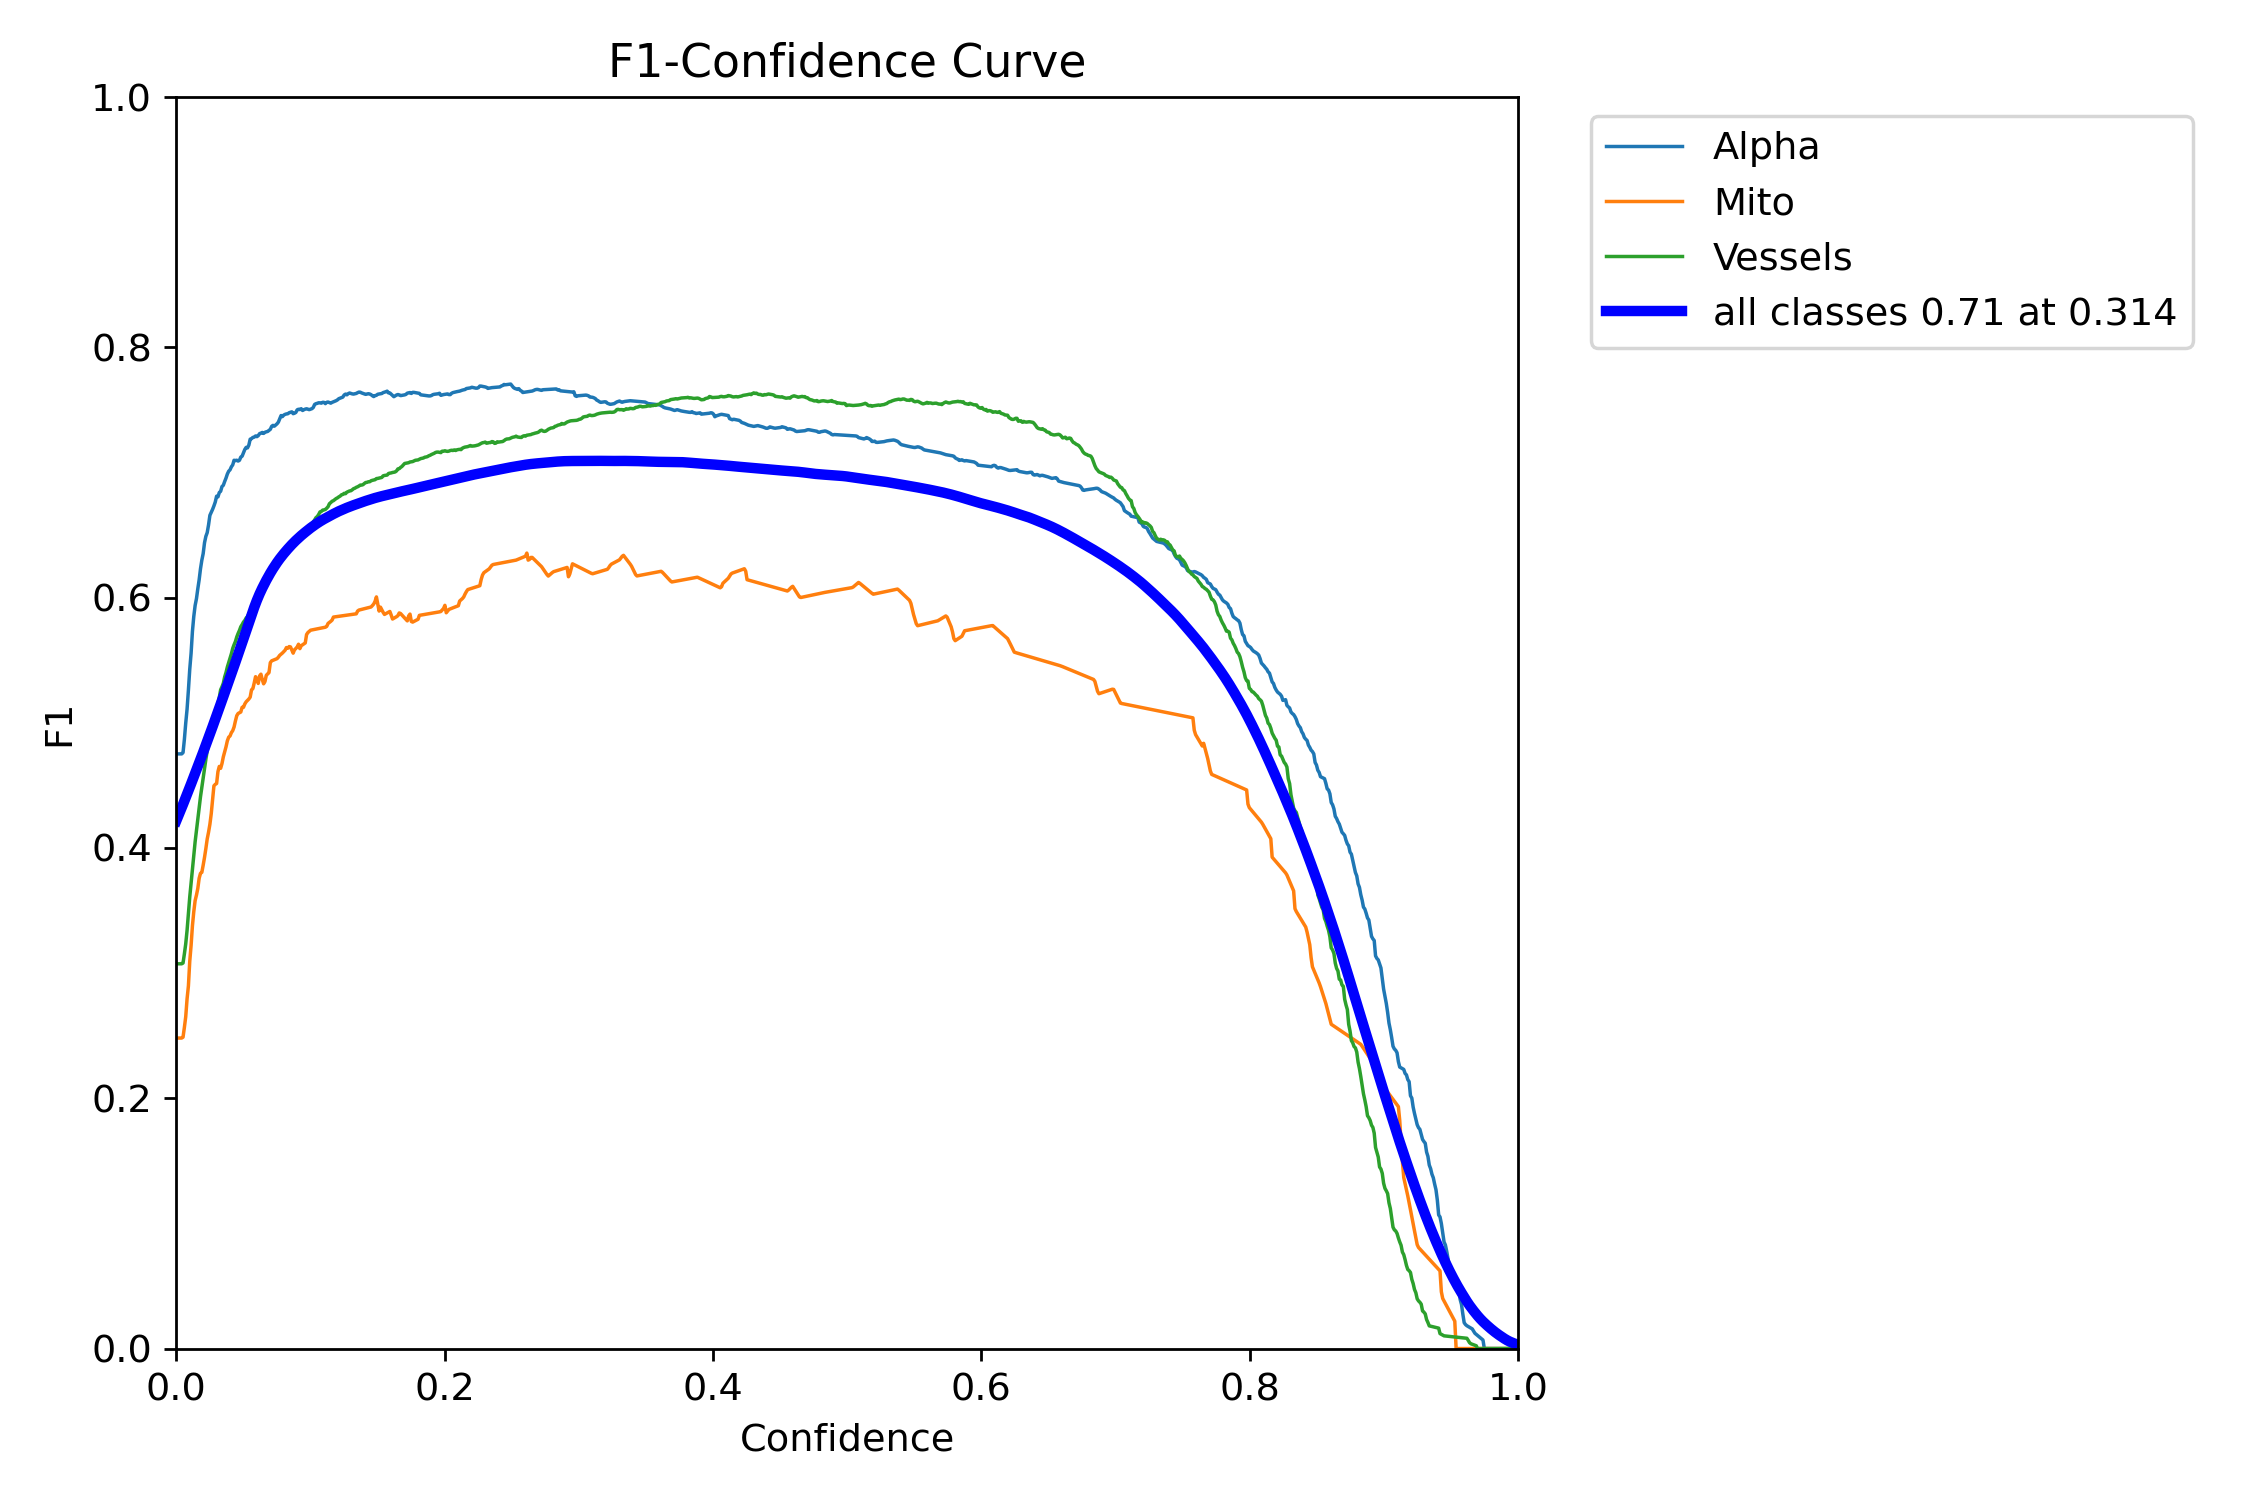 F1-Confidence Curve
1.0
0.8
0.6
0.4
0.2
0.0
F1
0.0 0.2 0.4 0.6 0.8 1.0
Confidence
Alpha
Mito
Vessels
all classes 0.71 at 0.314